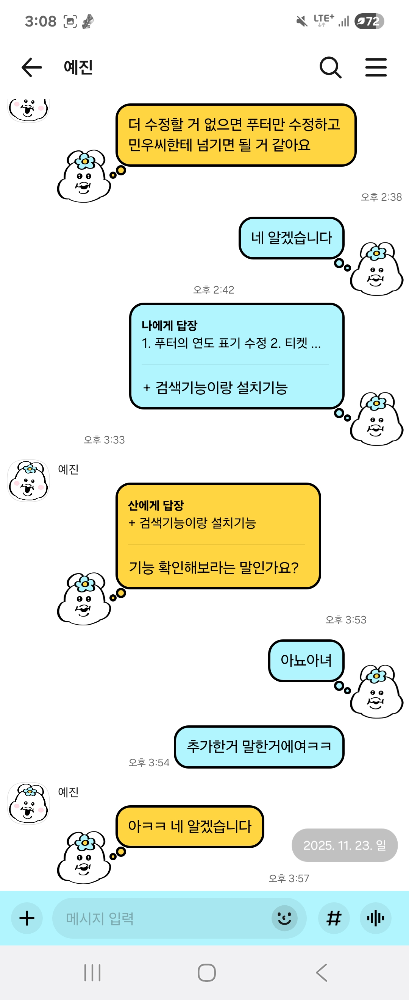 3:08
LTE+
72
예진
더 수정할 거 없으면 푸터만 수정하고
민우씨한테 넘기면 될 거 같아요
오후 2:38
네 알겠습니다
오후 2:42
나에게 답장
1. 푸터의 연도 표기 수정 2. 티켓 ...
+ 검색기능이랑 설치기능
오후 3:33
예진
산에게 답장
+ 검색기능이랑 설치기능
기능 확인해보라는 말인가요?
오후 3:53
아뇨아녀
추가한거 말한거에여ㅋㅋ
오후 3:54
예진
아ㅋㅋ 네 알겠습니다
2025. 11. 23. 일
오후 3:57
메시지 입력
#